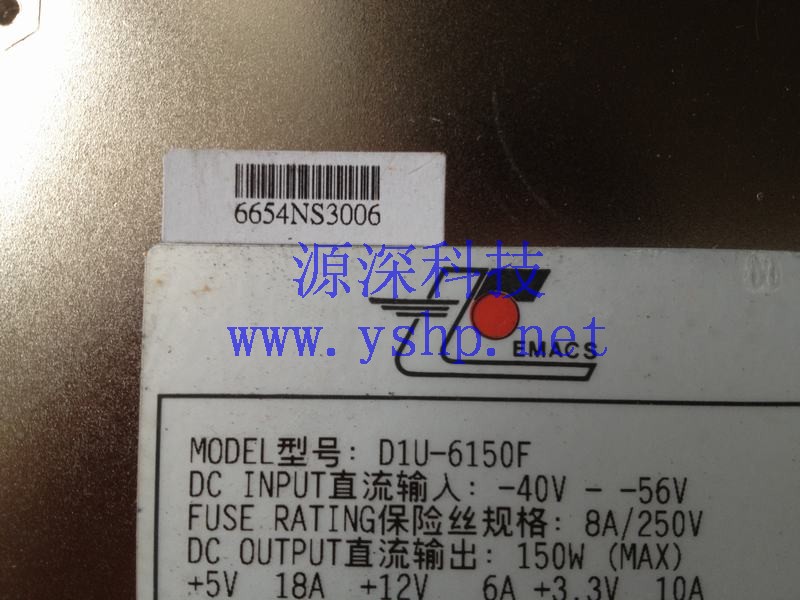 6654NS3006
源深科技
www.yshp.net
EMACS
MODEL型号: D1U-6150F
DC INPUT直流输入: -40V - -56V
FUSE RATING保险丝规格: 8A/250V
DC OUTPUT直流输出: 150W (MAX)
+5V 18A +12V 6A +3.3V 10A